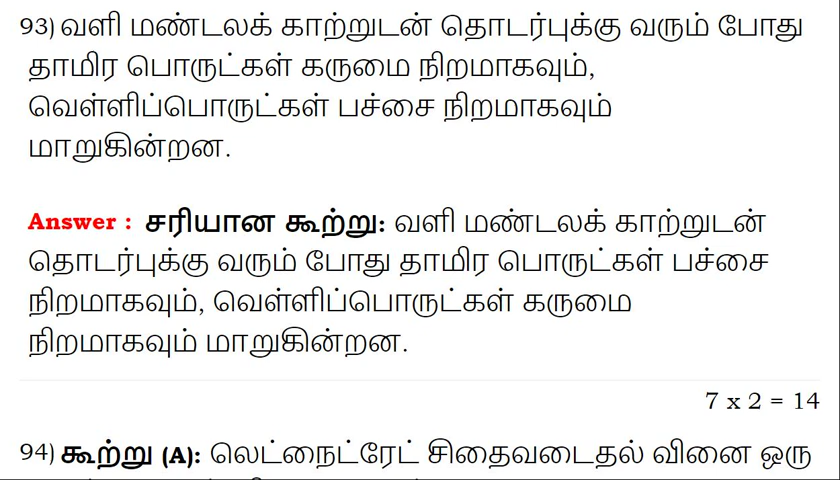 93) வளி மண்டலக் காற்றுடன் தொடர்புக்கு வரும் போது
தாமிர பொருட்கள் கருமை நிறமாகவும்,
வெள்ளிப்பொருட்கள் பச்சை நிறமாகவும்
மாறுகின்றன.
Answer : சரியான கூற்று: வளி மண்டலக் காற்றுடன்
தொடர்புக்கு வரும் போது தாமிர பொருட்கள் பச்சை
நிறமாகவும், வெள்ளிப்பொருட்கள் கருமை
நிறமாகவும் மாறுகின்றன.
7 x 2 = 14
94) கூற்று (A): லெட்நைட்ரேட் சிதைவடைதல் வினை ஒரு